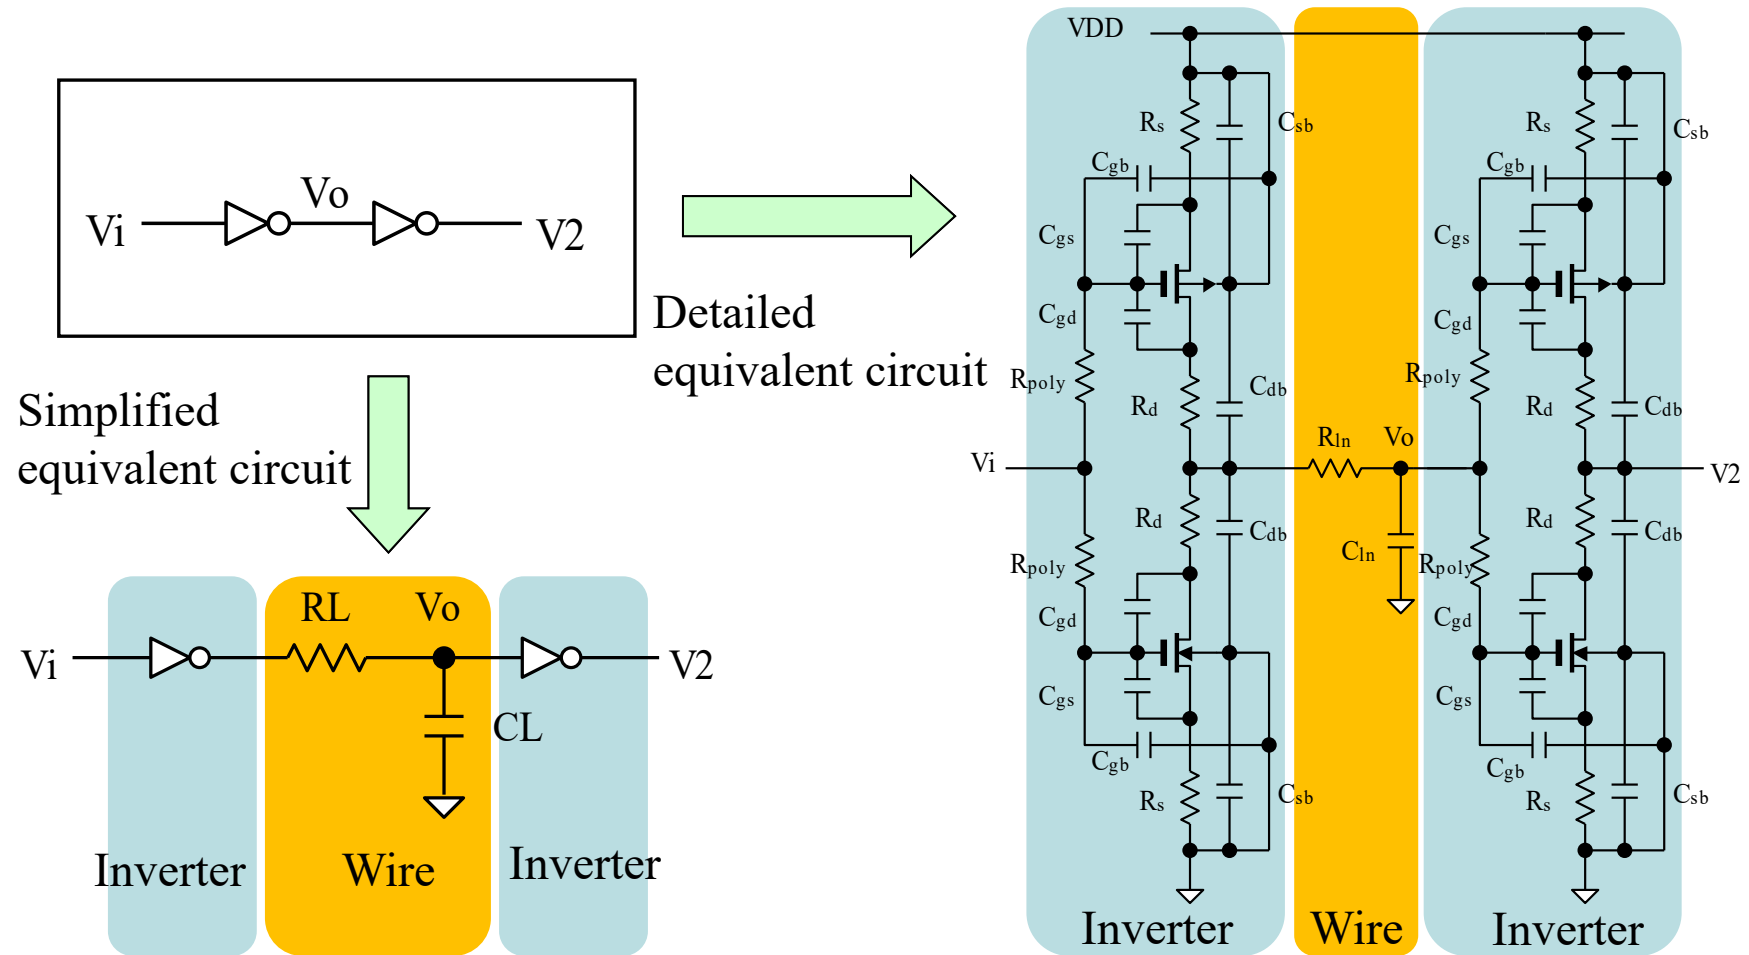 Vi
Vo
V2
Detailed
equivalent circuit
Simplified
equivalent circuit
Vi
RL
Vo
V2
CL
Inverter
Wire
Inverter
VDD
Rs
Csb
Cgb
Cgs
Cgd
Rpoly
Rd
Cdb
Vi
Rd
Cdb
Rpoly
Cgd
Cgs
Cgb
Rs
Csb
Inverter
Rln
Vo
Cln
Wire
Rs
Csb
Cgb
Cgs
Cgd
Rpoly
Rd
Cdb
V2
Rd
Cdb
Rpoly
Cgd
Cgs
Cgb
Rs
Csb
Inverter